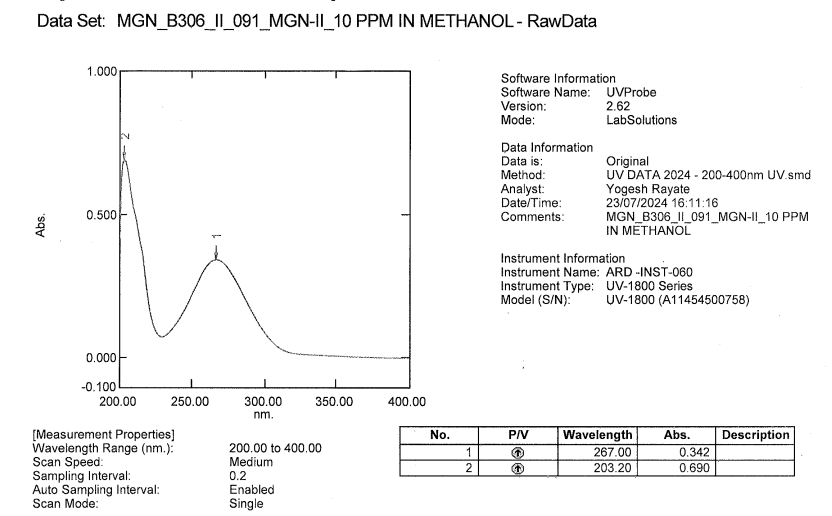 Data Set: MGN_B306_II_091_MGN-II_10 PPM IN METHANOL - RawData
1.000
0.500
0.000
-0.100
Abs.
2
1
200.00 250.00 300.00 350.00 400.00
nm.
Software Information
Software Name: UVProbe
Version: 2.62
Mode: LabSolutions
Data Information
Data is: Original
Method: UV DATA 2024 - 200-400nm UV.smd
Analyst: Yogesh Rayate
Date/Time: 23/07/2024 16:11:16
Comments: MGN_B306_II_091_MGN-II_10 PPM
IN METHANOL
Instrument Information
Instrument Name: ARD -INST-060
Instrument Type: UV-1800 Series
Model (S/N): UV-1800 (A11454500758)
[Measurement Properties]
Wavelength Range (nm.): 200.00 to 400.00
Scan Speed: Medium
Sampling Interval: 0.2
Auto Sampling Interval: Enabled
Scan Mode: Single
No. P/V Wavelength Abs. Description
1 267.00 0.342
2 203.20 0.690